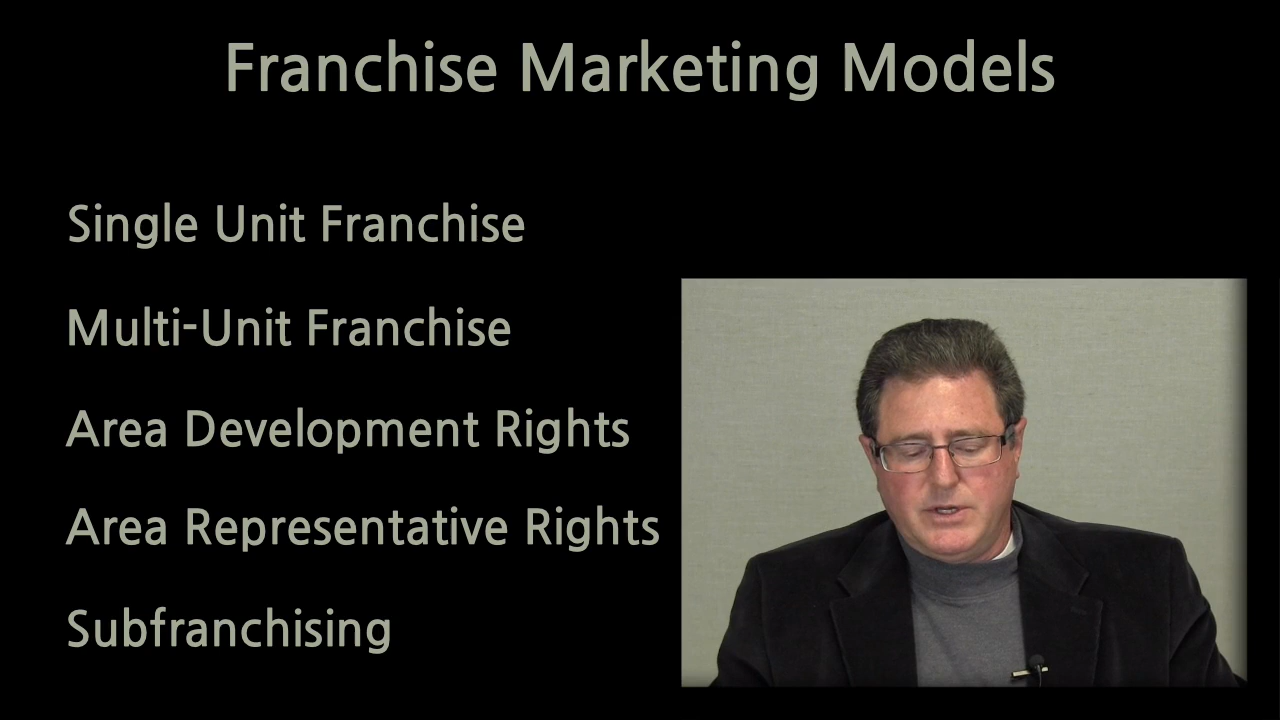 Franchise Marketing Models
Single Unit Franchise
Multi-Unit Franchise
Area Development Rights
Area Representative Rights
Subfranchising